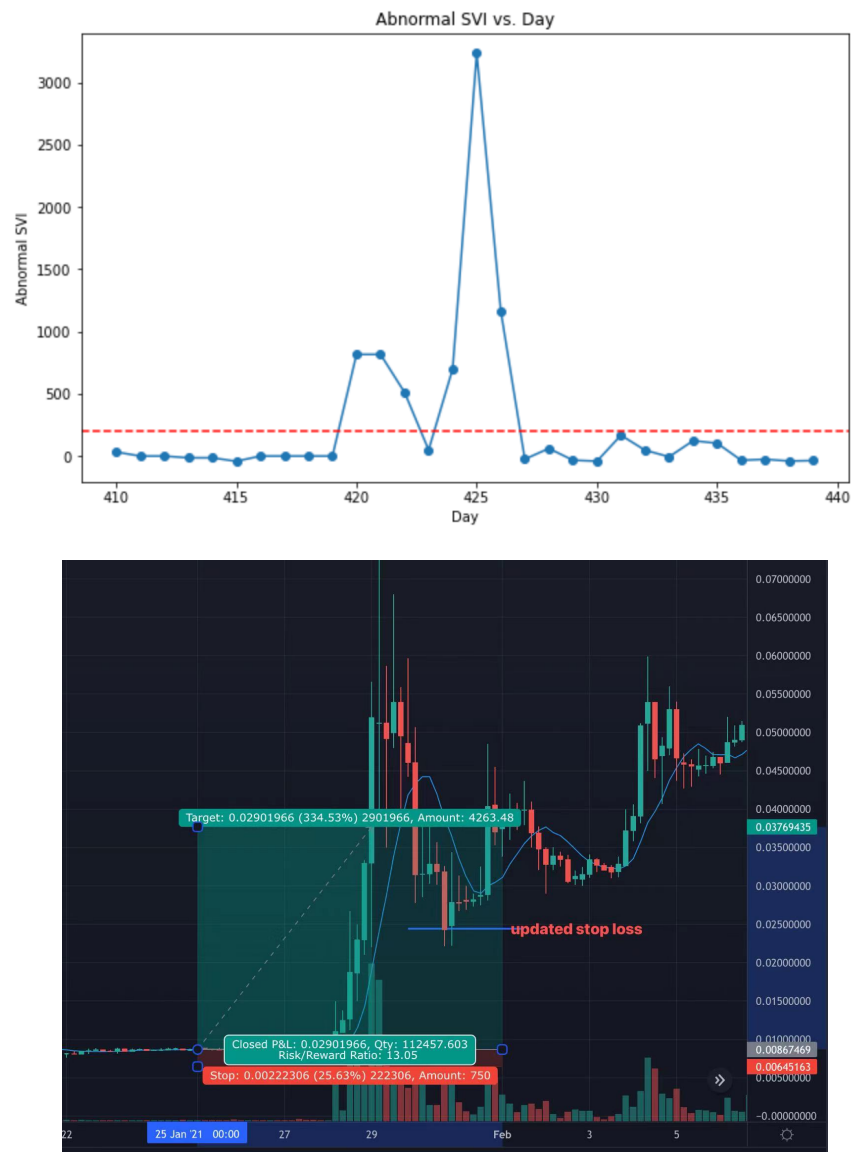 Abnormal SVI vs. Day
3000
2500
2000
1500
1000
500
0
Abnormal SVI
410 415 420 425 430 435 440
Day
0.07000000
0.06500000
0.06000000
0.05500000
0.05000000
0.04500000
0.04000000
Target: 0.02901966 (334.53%) 2901966, Amount: 4263.48
0.03769435
0.03500000
0.03000000
0.02500000
updated stop loss
0.02000000
0.01500000
0.01000000
Closed P&L: 0.02901966, Qty: 112457.603
Risk/Reward Ratio: 13.05
0.00867469
0.00645163
Stop: 0.00222306 (25.63%) 222306, Amount: 750
0.00500000
−0.00000000
22 25 Jan '21 00:00 27 29 Feb 3 5